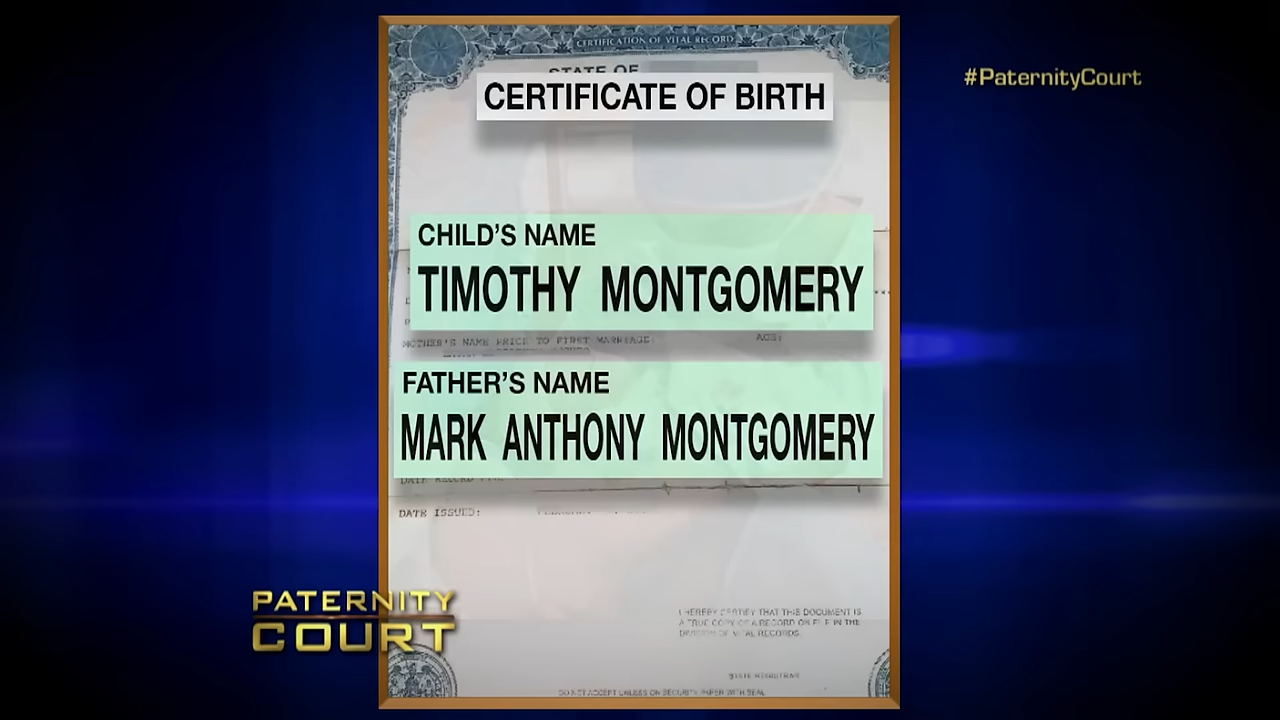 CERTIFICATION OF VITAL RECORD
#PaternityCourt
STATE OF
CERTIFICATE OF BIRTH
CHILD'S NAME
TIMOTHY MONTGOMERY
MOTHER'S NAME PRIOR TO FIRST MARRIAGE:
AGE:
FATHER'S NAME
MARK ANTHONY MONTGOMERY
DATE RECORD
DATE ISSUED:
PATERNITY
COURT
I HEREBY CERTIFY THAT THIS DOCUMENT IS
A TRUE COPY OF A RECORD ON FILE IN THE
DIVISION OF VITAL RECORDS.
STATE REGISTRAR
DO NOT ACCEPT UNLESS ON SECURITY PAPER WITH SEAL